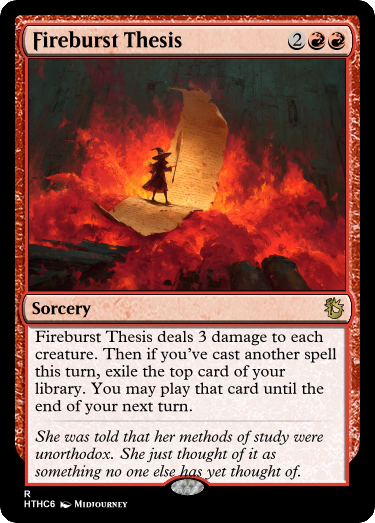 Fireburst Thesis 2
Sorcery
Fireburst Thesis deals 3 damage to each
creature. Then if you've cast another spell
this turn, exile the top card of your
library. You may play that card until the
end of your next turn.
She was told that her methods of study were
unorthodox. She just thought of it as
something no one else has yet thought of.
R
HTHC6 Midjourney